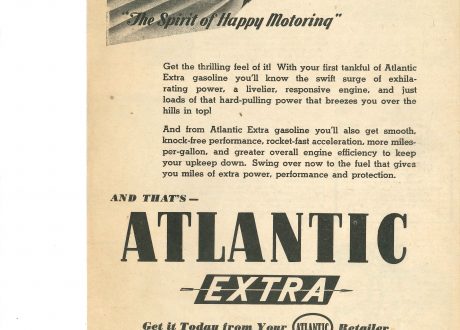 "The Spirit of Happy Motoring"
Get the thrilling feel of it! With your first tankful of Atlantic
Extra gasoline you'll know the swift surge of exhila-
rating power, a livelier, responsive engine, and just
loads of that hard-pulling power that breezes you over the
hills in top!
And from Atlantic Extra gasoline you'll also get smooth,
knock-free performance, rocket-fast acceleration, more miles-
per-gallon, and greater overall engine efficiency to keep
your upkeep down. Swing over now to the fuel that gives
you miles of extra power, performance and protection.
AND THAT'S—
ATLANTIC
EXTRA
Get it Today from Your ATLANTIC Retailer